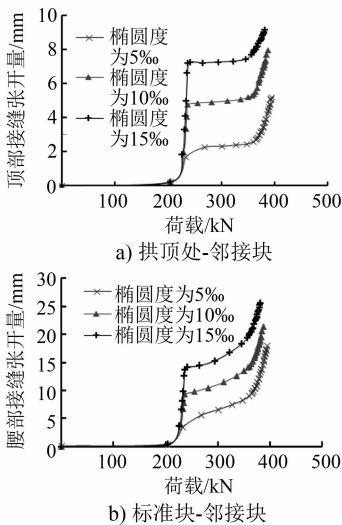 顶部接缝张开量/mm
8
6
4
2
0
椭圆度
为5‰
椭圆度
为10‰
椭圆度
为15‰
100 200 300 400 500
荷载/kN
a) 拱顶处-邻接块
腰部接缝张开量/mm
30
25
20
15
10
5
0
椭圆度为5‰
椭圆度为10‰
椭圆度为15‰
100 200 300 400 500
荷载/kN
b) 标准块-邻接块